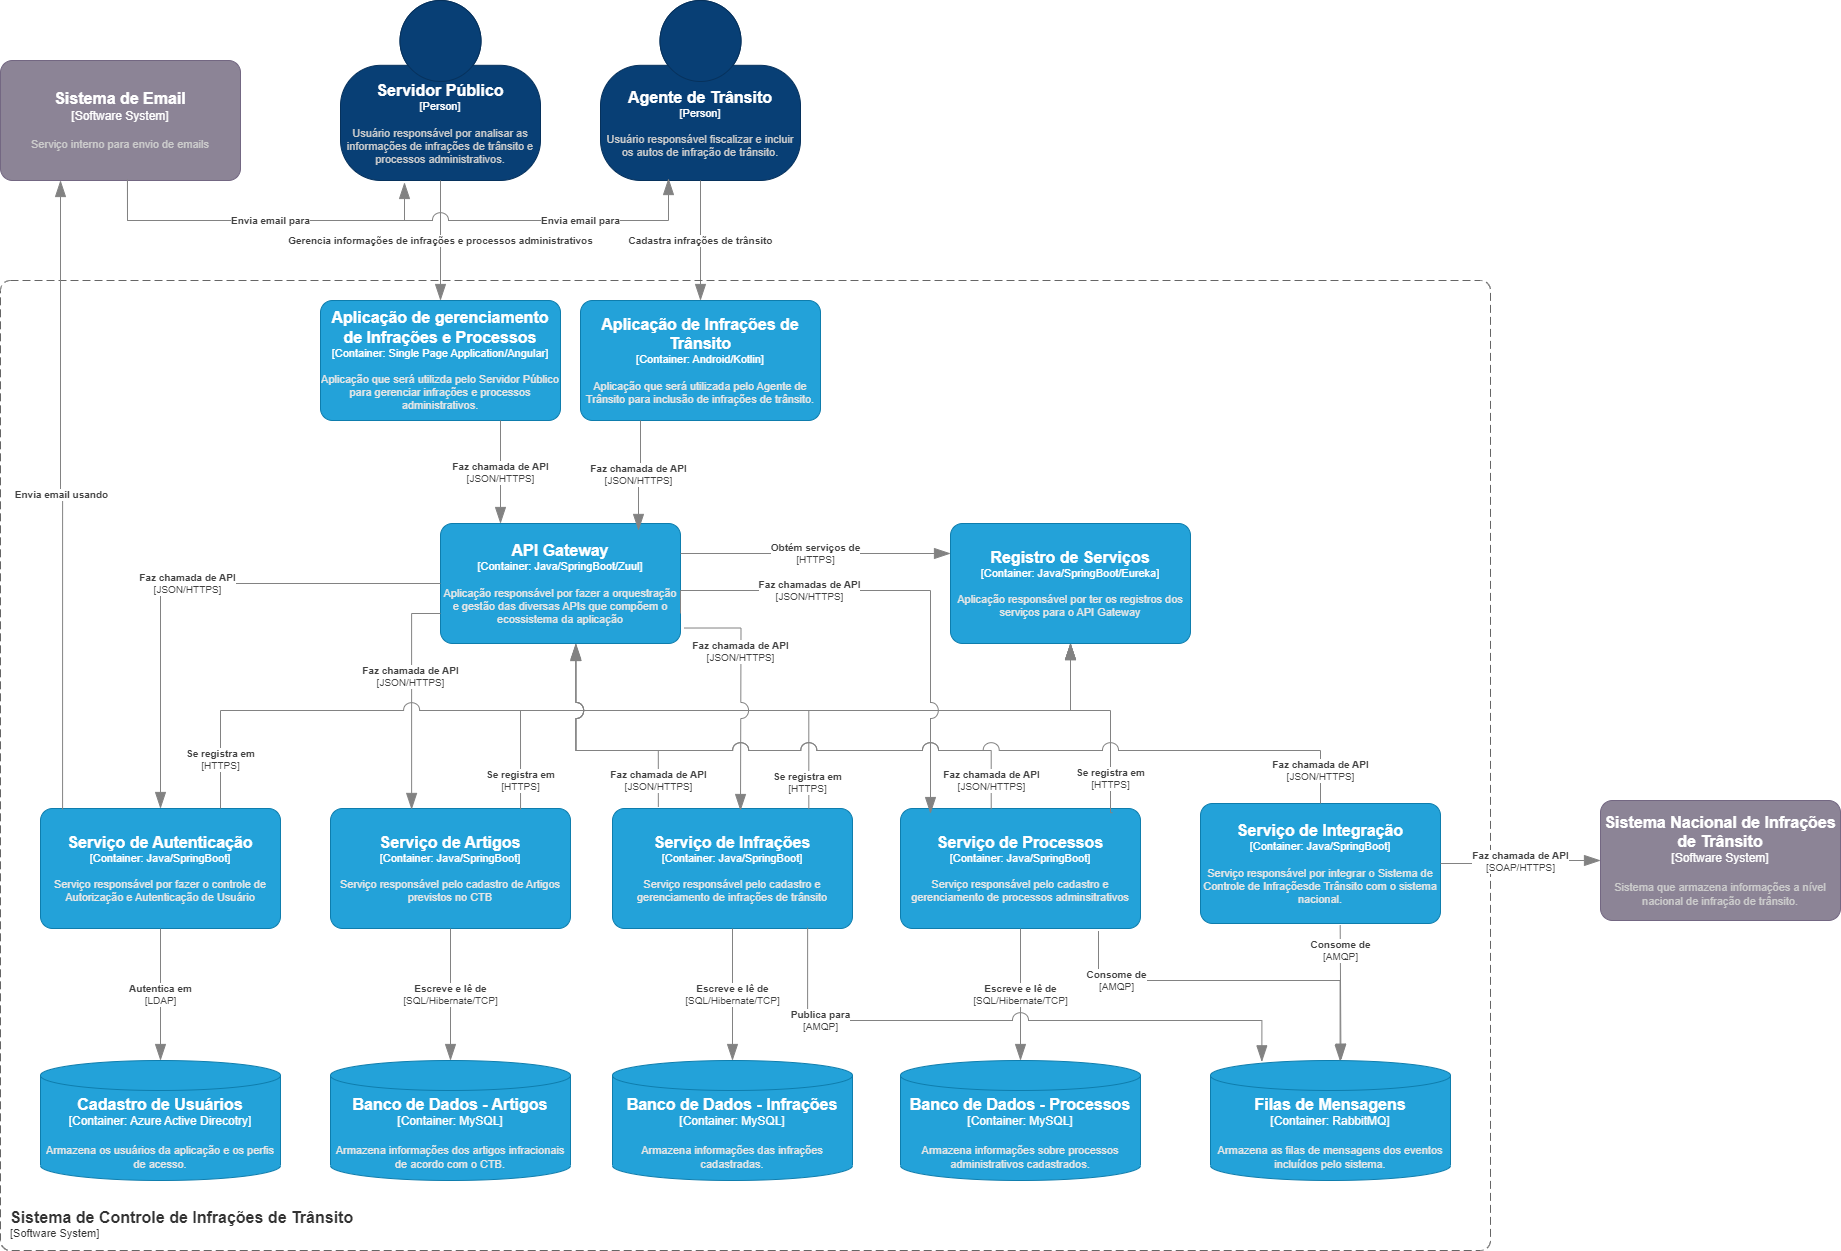 Sistema de Email
[Software System]
Serviço interno para envio de emails
Servidor Público
[Person]
Usuário responsável por analisar as
informações de infrações de trânsito e
processos administrativos.
Agente de Trânsito
[Person]
Usuário responsável fiscalizar e incluir
os autos de infração de trânsito.
Envia email para
Envia email para
Gerencia informações de infrações e processos administrativos
Cadastra infrações de trânsito
Aplicação de gerenciamento
de Infrações e Processos
[Container: Single Page Application/Angular]
Aplicação que será utilizda pelo Servidor Público
para gerenciar infrações e processos
administrativos.
Aplicação de Infrações de
Trânsito
[Container: Android/Kotlin]
Aplicação que será utilizada pelo Agente de
Trânsito para inclusão de infrações de trânsito.
Faz chamada de API
[JSON/HTTPS]
Faz chamada de API
[JSON/HTTPS]
Envia email usando
API Gateway
[Container: Java/SpringBoot/Zuul]
Aplicação responsável por fazer a orquestração
e gestão das diversas APIs que compõem o
ecossistema da aplicação
Obtém serviços de
[HTTPS]
Registro de Serviços
[Container: Java/SpringBoot/Eureka]
Aplicação responsável por ter os registros dos
serviços para o API Gateway
Faz chamada de API
[JSON/HTTPS]
Faz chamadas de API
[JSON/HTTPS]
Faz chamada de API
[JSON/HTTPS]
Faz chamada de API
[JSON/HTTPS]
Se registra em
[HTTPS]
Se registra em
[HTTPS]
Faz chamada de API
[JSON/HTTPS]
Se registra em
[HTTPS]
Faz chamada de API
[JSON/HTTPS]
Se registra em
[HTTPS]
Faz chamada de API
[JSON/HTTPS]
Serviço de Autenticação
[Container: Java/SpringBoot]
Serviço responsável por fazer o controle de
Autorização e Autenticação de Usuário
Serviço de Artigos
[Container: Java/SpringBoot]
Serviço responsável pelo cadastro de Artigos
previstos no CTB
Serviço de Infrações
[Container: Java/SpringBoot]
Serviço responsável pelo cadastro e
gerenciamento de infrações de trânsito
Serviço de Processos
[Container: Java/SpringBoot]
Serviço responsável pelo cadastro e
gerenciamento de processos adminsitrativos
Serviço de Integração
[Container: Java/SpringBoot]
Serviço responsável por integrar o Sistema de
Controle de Infraçõesde Trânsito com o sistema
nacional.
Faz chamada de API
[SOAP/HTTPS]
Sistema Nacional de Infrações
de Trânsito
[Software System]
Sistema que armazena informações a nível
nacional de infração de trânsito.
Autentica em
[LDAP]
Escreve e lê de
[SQL/Hibernate/TCP]
Escreve e lê de
[SQL/Hibernate/TCP]
Publica para
[AMQP]
Escreve e lê de
[SQL/Hibernate/TCP]
Consome de
[AMQP]
Consome de
[AMQP]
Cadastro de Usuários
[Container: Azure Active Direcotry]
Armazena os usuários da aplicação e os perfis
de acesso.
Banco de Dados - Artigos
[Container: MySQL]
Armazena informações dos artigos infracionais
de acordo com o CTB.
Banco de Dados - Infrações
[Container: MySQL]
Armazena informações das infrações
cadastradas.
Banco de Dados - Processos
[Container: MySQL]
Armazena informações sobre processos
administrativos cadastrados.
Filas de Mensagens
[Container: RabbitMQ]
Armazena as filas de mensagens dos eventos
incluídos pelo sistema.
Sistema de Controle de Infrações de Trânsito
[Software System]